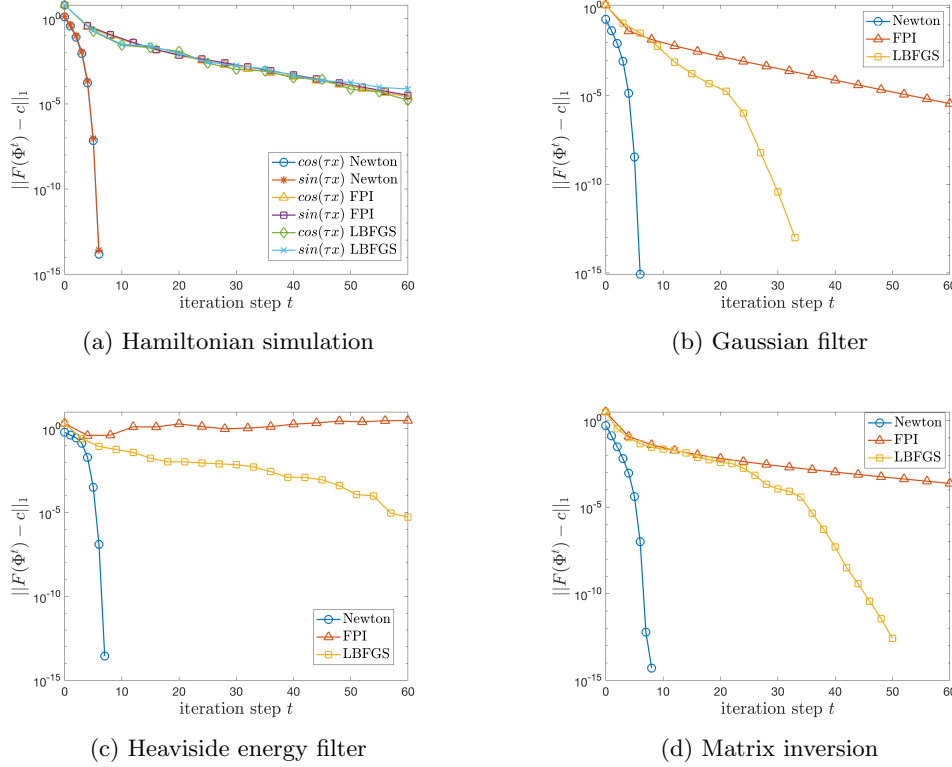 ||F(Φ^t) − c||_1
10^0
10^-5
10^-10
10^-15
cos(τx) Newton
sin(τx) Newton
cos(τx) FPI
sin(τx) FPI
cos(τx) LBFGS
sin(τx) LBFGS
0 10 20 30 40 50 60
iteration step t
(a) Hamiltonian simulation
||F(Φ^t) − c||_1
10^0
10^-5
10^-10
10^-15
Newton
FPI
LBFGS
0 10 20 30 40 50 60
iteration step t
(b) Gaussian filter
||F(Φ^t) − c||_1
10^0
10^-5
10^-10
10^-15
Newton
FPI
LBFGS
0 10 20 30 40 50 60
iteration step t
(c) Heaviside energy filter
||F(Φ^t) − c||_1
10^0
10^-5
10^-10
10^-15
Newton
FPI
LBFGS
0 10 20 30 40 50 60
iteration step t
(d) Matrix inversion